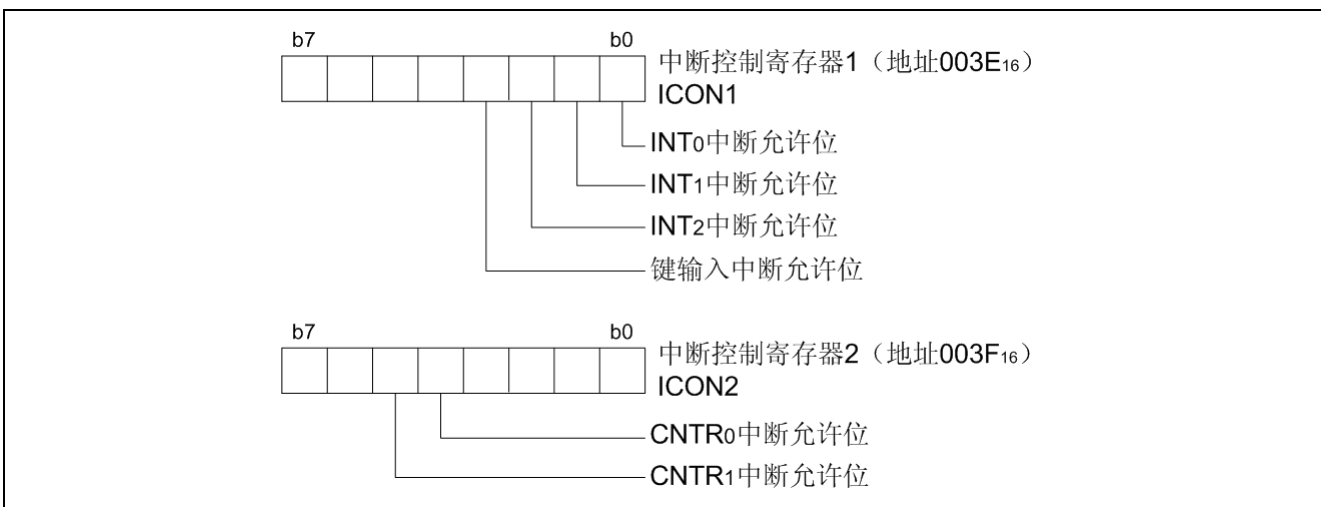 b7 b0
中断控制寄存器1（地址003E16）
ICON1
INT0中断允许位
INT1中断允许位
INT2中断允许位
键输入中断允许位
b7 b0
中断控制寄存器2（地址003F16）
ICON2
CNTR0中断允许位
CNTR1中断允许位